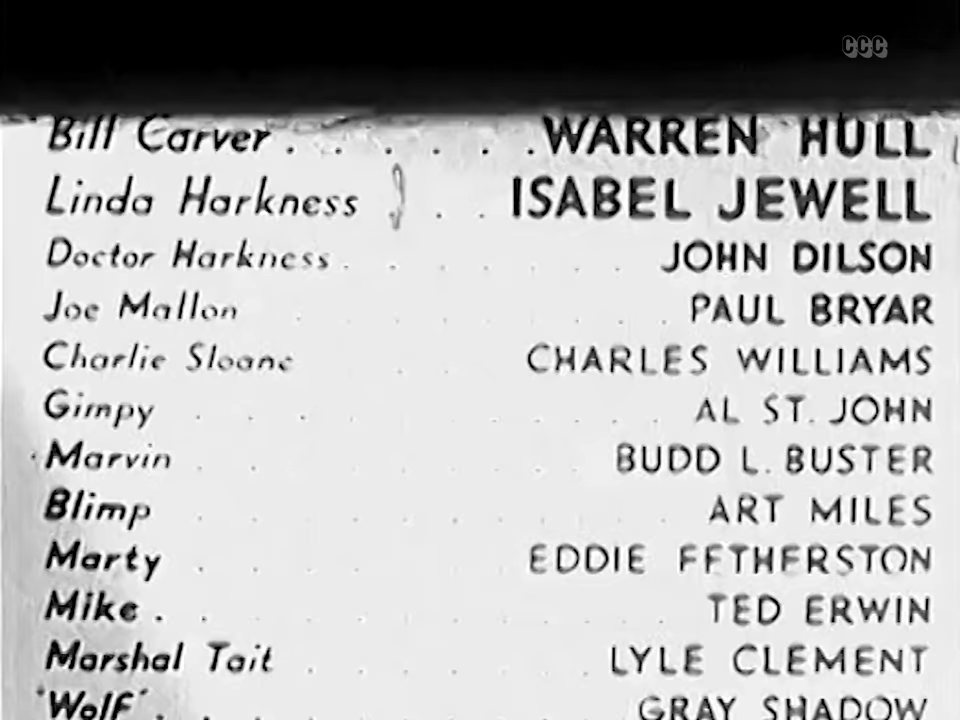 CCC
Bill Carver . . . . . . WARREN HULL
Linda Harkness . . ISABEL JEWELL
Doctor Harkness . . . . . . . . JOHN DILSON
Joe Mallon . . . . . . . . PAUL BRYAR
Charlie Sloane . . . . CHARLES WILLIAMS
Gimpy . . . . . . . . . . AL ST. JOHN
Marvin . . . . . . . . BUDD L. BUSTER
Blimp . . . . . . . . . . ART MILES
Marty . . . . . . . EDDIE FETHERSTON
Mike . . . . . . . . . . TED ERWIN
Marshal Tait . . . . . . LYLE CLEMENT
'Wolf' . . . . . . . . GRAY SHADOW